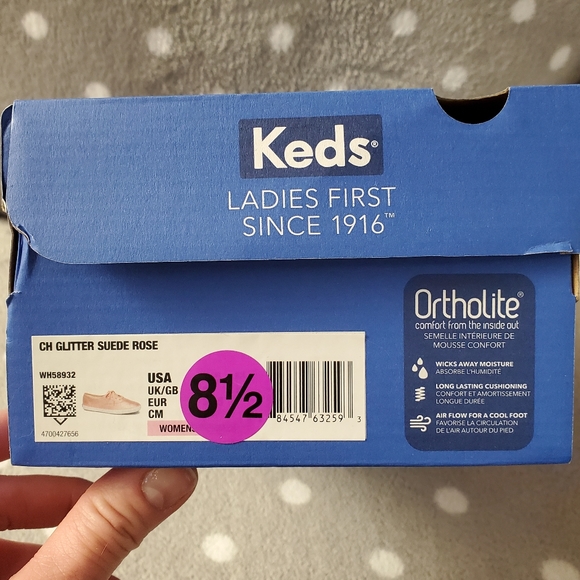 Keds®
LADIES FIRST
SINCE 1916™
Ortholite®
comfort from the inside out
SEMELLE INTÉRIEURE DE
MOUSSE CONFORT
WICKS AWAY MOISTURE
ABSORBE L'HUMIDITÉ
LONG LASTING CUSHIONING
CONFORT ET AMORTISSEMENT
LONGUE DURÉE
AIR FLOW FOR A COOL FOOT
FAVORISE LA CIRCULATION
DE L'AIR AUTOUR DU PIED
CH GLITTER SUEDE ROSE
WH58932
4700427656
USA
UK/GB
EUR
CM
8½
84547 63259 3